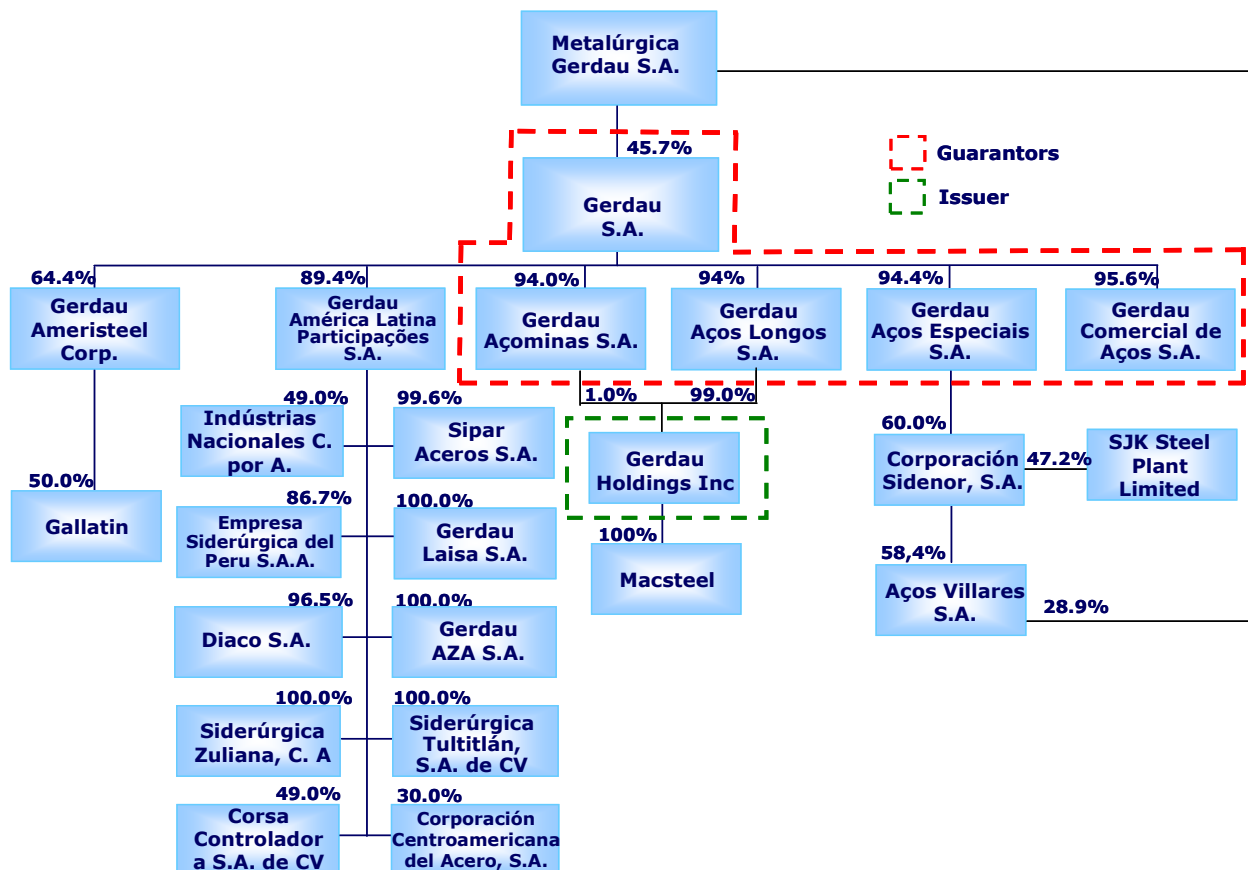 Metalúrgica
Gerdau S.A.
45.7%
Gerdau
S.A.
Guarantors
Issuer
64.4%
Gerdau
Ameristeel
Corp.
89.4%
Gerdau
América Latina
Participações
S.A.
94.0%
Gerdau
Açominas S.A.
94%
Gerdau
Aços Longos
S.A.
94.4%
Gerdau
Aços Especiais
S.A.
95.6%
Gerdau
Comercial de
Aços S.A.
50.0%
Gallatin
49.0%
Indústrias
Nacionales C.
por A.
99.6%
Sipar
Aceros S.A.
86.7%
Empresa
Siderúrgica del
Peru S.A.A.
100.0%
Gerdau
Laisa S.A.
96.5%
Diaco S.A.
100.0%
Gerdau
AZA S.A.
100.0%
Siderúrgica
Zuliana, C. A
100.0%
Siderúrgica
Tultitlán,
S.A. de CV
49.0%
Corsa
Controlador
a S.A. de CV
30.0%
Corporación
Centroamericana
del Acero, S.A.
1.0%
99.0%
Gerdau
Holdings Inc
100%
Macsteel
60.0%
Corporación
Sidenor, S.A.
47.2%
SJK Steel
Plant
Limited
58,4%
Aços Villares
S.A.
28.9%